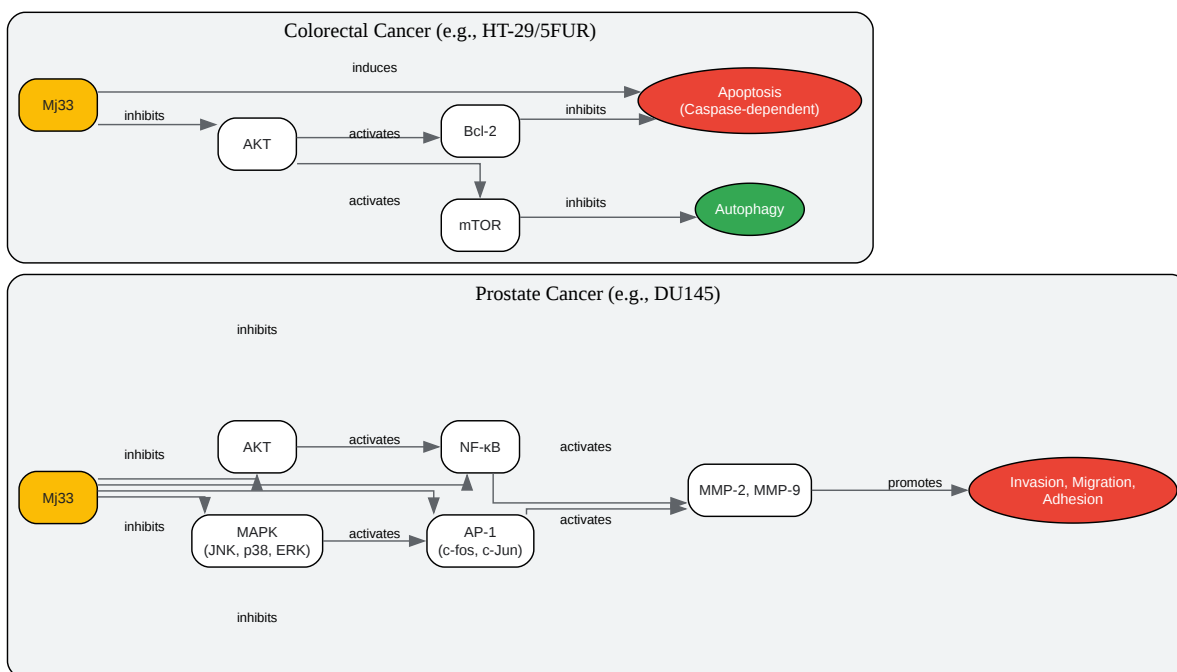 Colorectal Cancer (e.g., HT-29/5FUR)
induces
Mj33
inhibits
AKT
activates
Bcl-2
inhibits
Apoptosis
(Caspase-dependent)
activates
mTOR
inhibits
Autophagy
Prostate Cancer (e.g., DU145)
inhibits
AKT
activates
NF-κB
activates
inhibits
Mj33
MMP-2, MMP-9
promotes
Invasion, Migration,
Adhesion
inhibits
MAPK
(JNK, p38, ERK)
activates
AP-1
(c-fos, c-Jun)
activates
inhibits